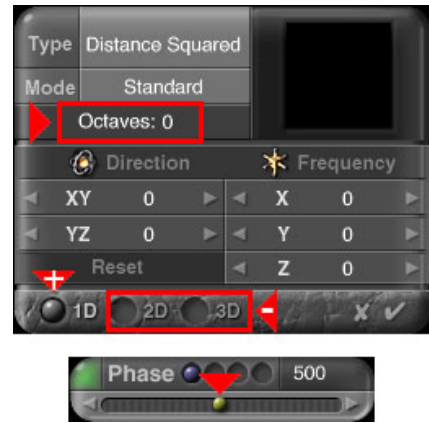 Type Distance Squared
Mode Standard
Octaves: 0
Direction Frequency
XY 0 X 0
YZ 0 Y 0
Reset Z 0
1D 2D 3D
Phase 500